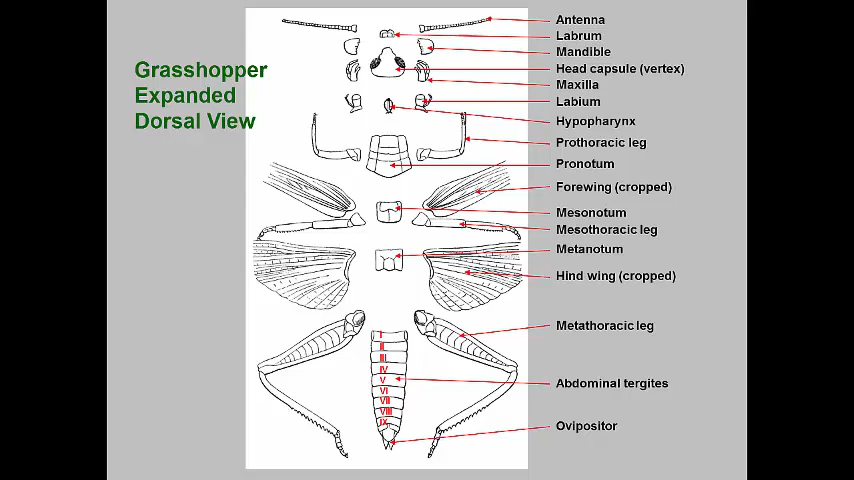 Grasshopper
Expanded
Dorsal View
Antenna
Labrum
Mandible
Head capsule (vertex)
Maxilla
Labium
Hypopharynx
Prothoracic leg
Pronotum
Forewing (cropped)
Mesonotum
Mesothoracic leg
Metanotum
Hind wing (cropped)
Metathoracic leg
Abdominal tergites
Ovipositor
I
II
III
IV
V
VI
VII
VIII
IX